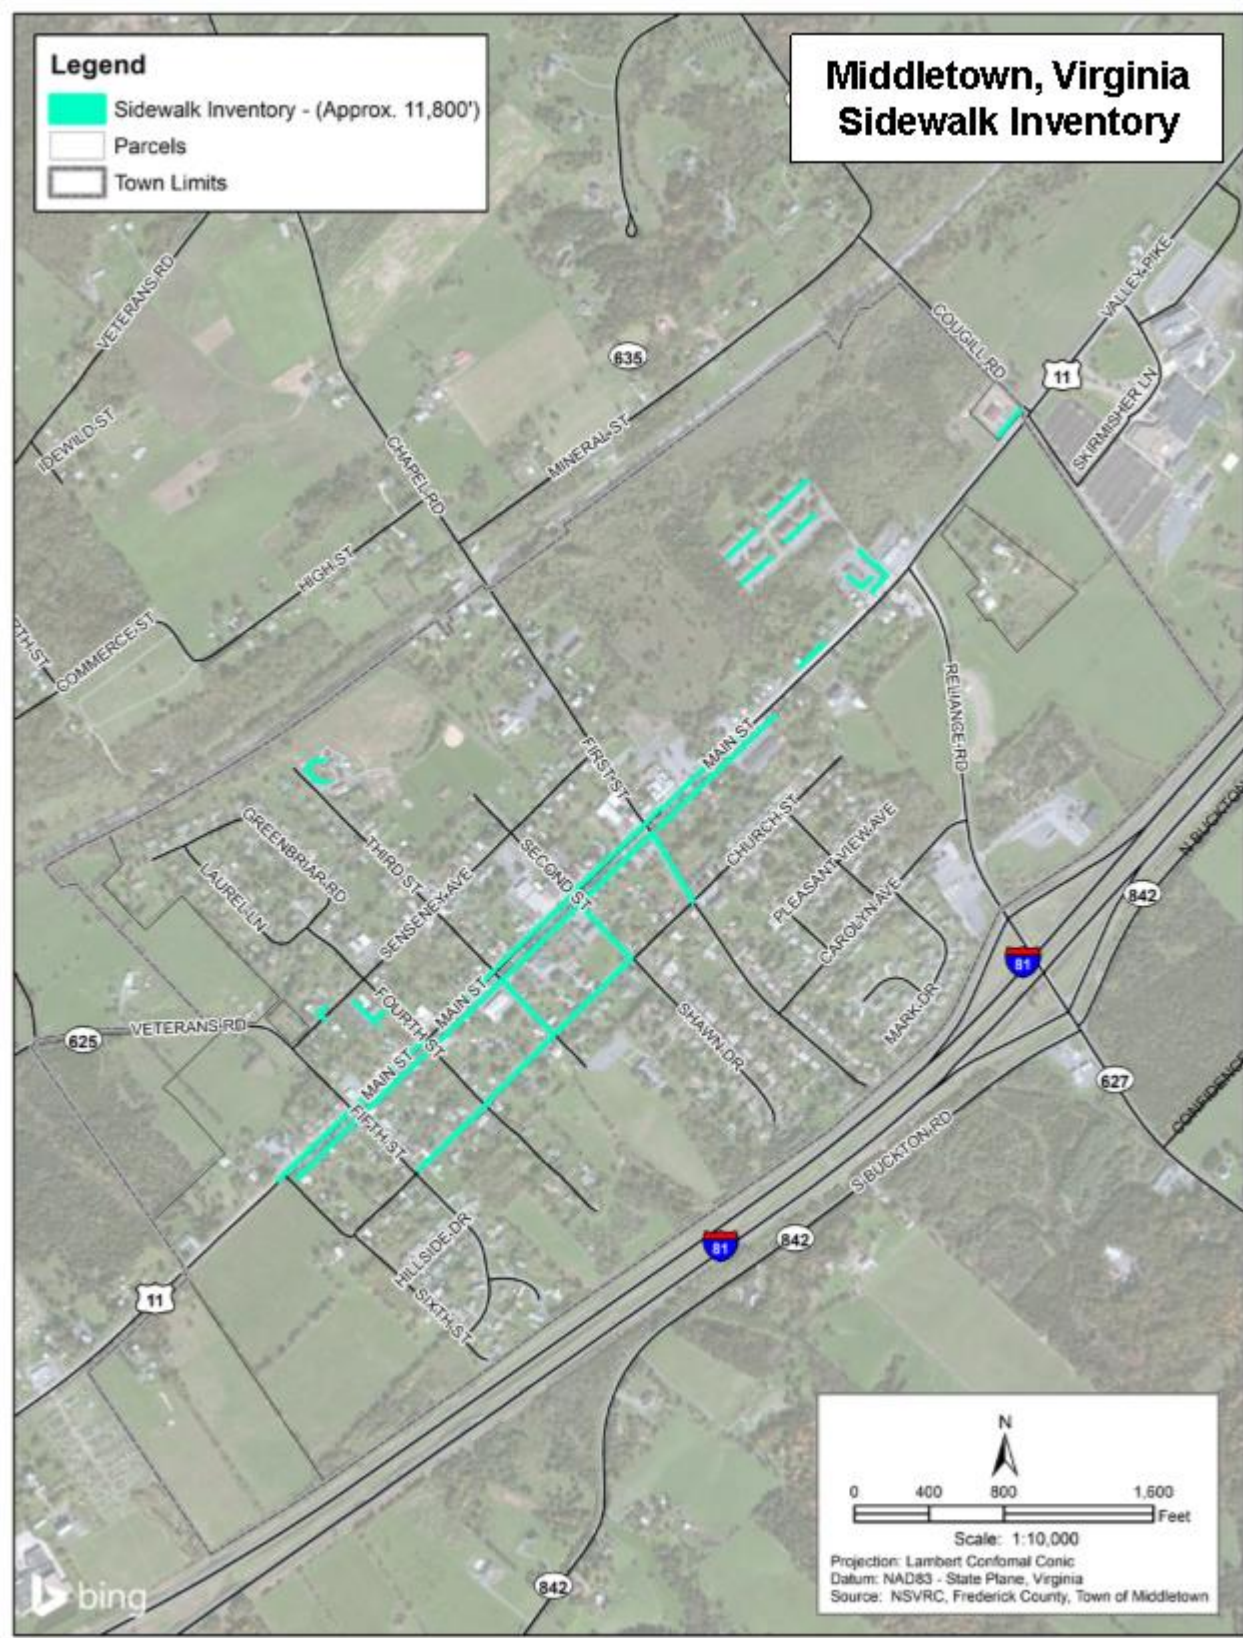 Legend
Sidewalk Inventory - (Approx. 11,800')
Parcels
Town Limits
Middletown, Virginia
Sidewalk Inventory
VETERANS RD
VALLEY PIKE
COUGILL RD
635
11
IDEWILD ST
CHAPEL RD
MINERAL ST
SKIRMISHER LN
HIGH ST
RTH ST
COMMERCE ST
RELIANCE RD
FIRST ST
MAIN ST
GREENBRIAR RD
THIRD ST
SECOND ST
CHURCH ST
PLEASANT VIEW AVE
N BUCKTON
LAUREL LN
SENSENEY AVE
CAROLYN AVE
842
81
FOURTH ST
MAIN ST
MARK DR
SHAWN DR
625
VETERANS RD
MAIN ST
627
CONFIDENCE
FIFTH ST
S BUCKTON RD
HILLSIDE DR
81
842
11
SIXTH ST
N
0 400 800 1,600
Feet
Scale: 1:10,000
Projection: Lambert Confomal Conic
Datum: NAD83 - State Plane, Virginia
Source: NSVRC, Frederick County, Town of Middletown
842
bing